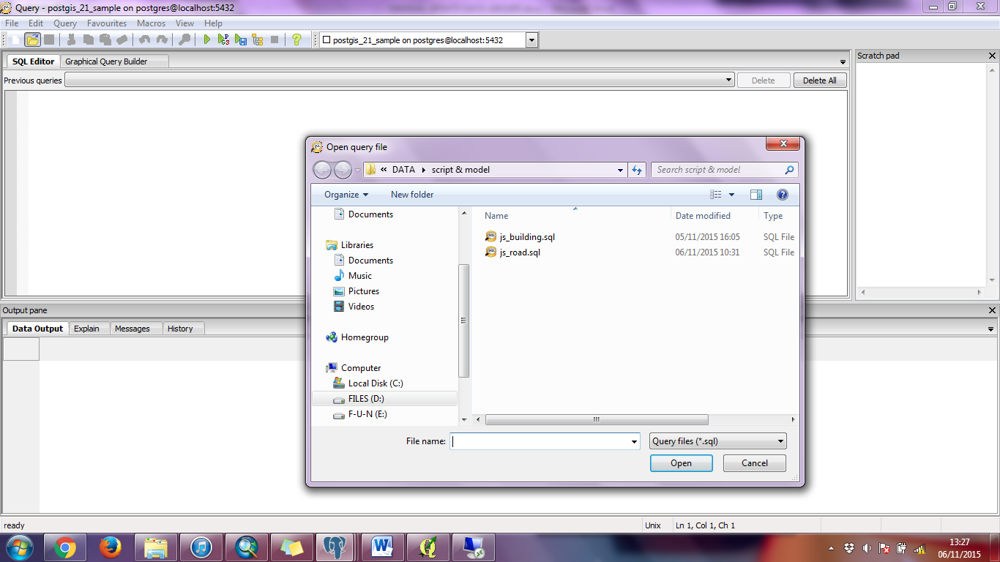 Query - postgis_21_sample on postgres@localhost:5432
File Edit Query Favourites Macros View Help
postgis_21_sample on postgres@localhost:5432
SQL Editor Graphical Query Builder
Previous queries Delete Delete All
Scratch pad
Open query file
« DATA script & model Search script & model
Organize New folder
Documents
Libraries
Documents
Music
Pictures
Videos
Homegroup
Computer
Local Disk (C:)
FILES (D:)
F-U-N (E:)
Name Date modified Type
js_building.sql 05/11/2015 16:05 SQL File
js_road.sql 06/11/2015 10:31 SQL File
File name: Query files (*.sql)
Open Cancel
Output pane
Data Output Explain Messages History
ready Unix Ln 1, Col 1, Ch 1
13:27
06/11/2015